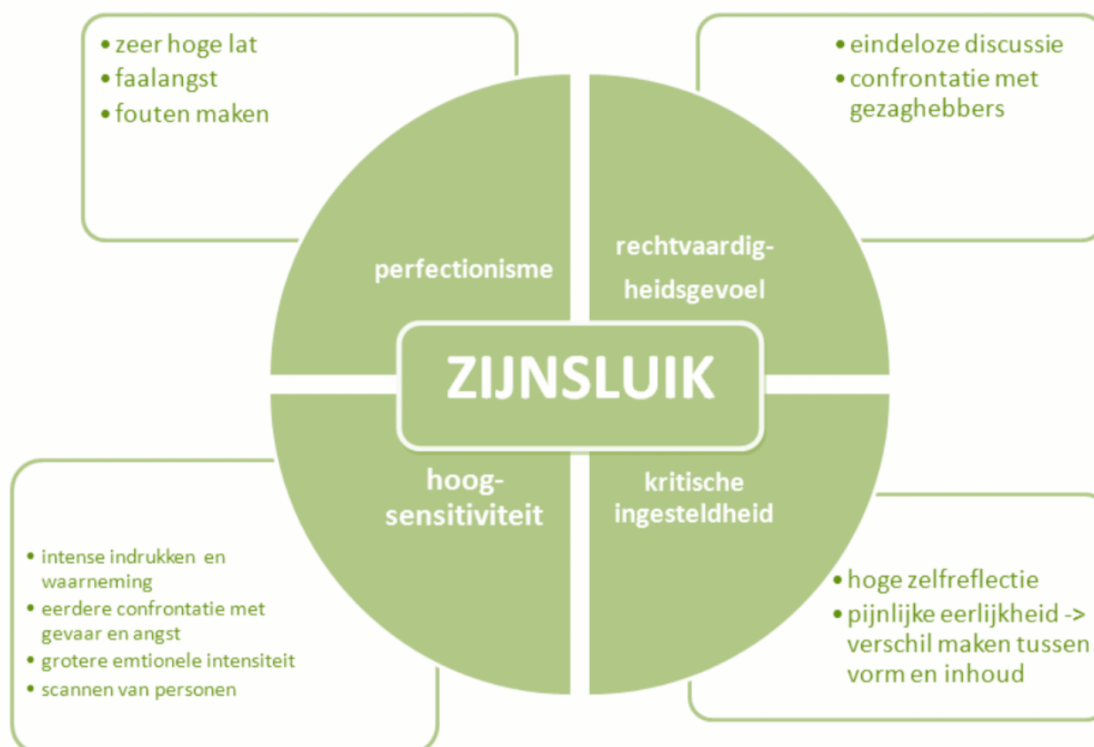 • zeer hoge lat
• faalangst
• fouten maken
• eindeloze discussie
• confrontatie met
gezaghebbers
perfectionisme
rechtvaardig-
heidsgevoel
ZIJNSLUIK
hoog-
sensitiviteit
kritische
ingesteldheid
• intense indrukken en
waarneming
• eerdere confrontatie met
gevaar en angst
• grotere emtionele intensiteit
• scannen van personen
• hoge zelfreflectie
• pijnlijke eerlijkheid ->
verschil maken tussen
vorm en inhoud